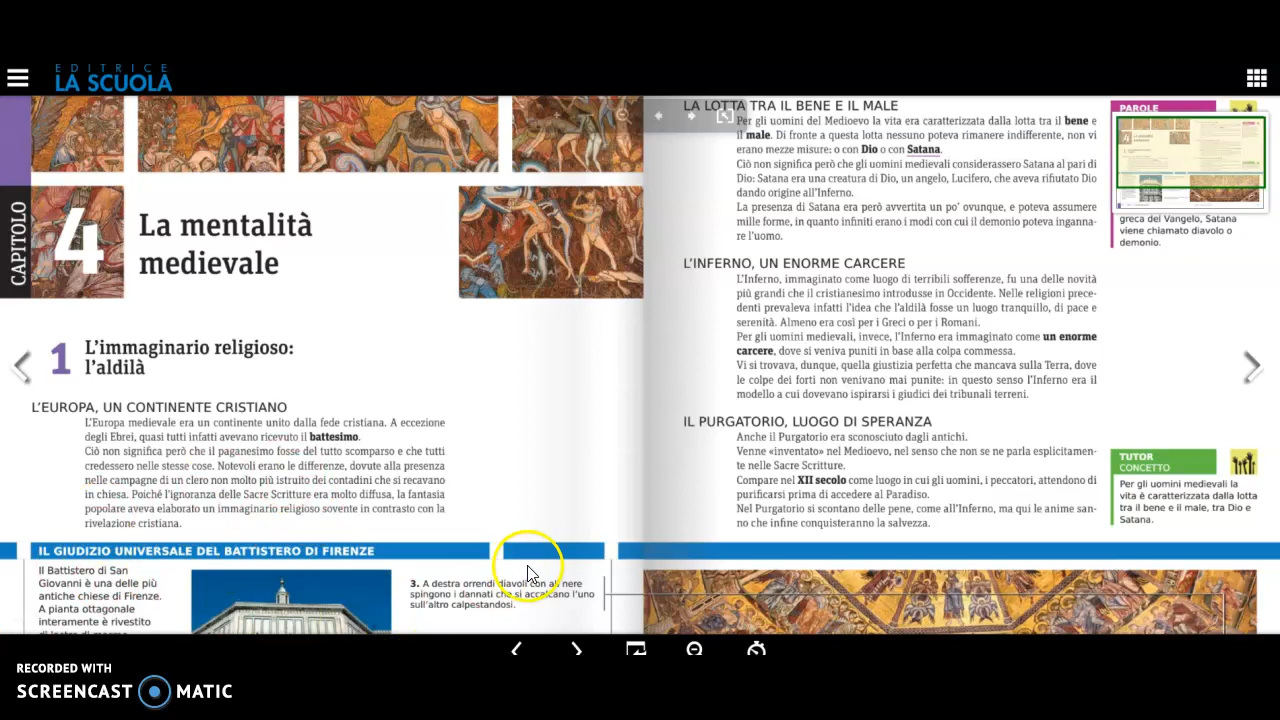 EDITRICE
LA SCUOLA
CAPITOLO
4
La mentalità
medievale
1 L'immaginario religioso:
l'aldilà
L'EUROPA, UN CONTINENTE CRISTIANO
L'Europa medievale era un continente unito dalla fede cristiana. A eccezione
degli Ebrei, quasi tutti infatti avevano ricevuto il battesimo.
Ciò non significa però che il paganesimo fosse del tutto scomparso e che tutti
credessero nelle stesse cose. Notevoli erano le differenze, dovute alla presenza
nelle campagne di un clero non molto più istruito dei contadini che si recavano
in chiesa. Poiché l'ignoranza delle Sacre Scritture era molto diffusa, la fantasia
popolare aveva elaborato un immaginario religioso sovente in contrasto con la
rivelazione cristiana.
IL GIUDIZIO UNIVERSALE DEL BATTISTERO DI FIRENZE
Il Battistero di San
Giovanni è una delle più
antiche chiese di Firenze.
A pianta ottagonale
interamente è rivestito
3. A destra orrendi diavoli con ali nere
spingono i dannati che si accalcano l'uno
sull'altro calpestandosi.
LA LOTTA TRA IL BENE E IL MALE
Per gli uomini del Medioevo la vita era caratterizzata dalla lotta tra il bene e
il male. Di fronte a questa lotta nessuno poteva rimanere indifferente, non vi
erano mezze misure: o con Dio o con Satana.
Ciò non significa però che gli uomini medievali considerassero Satana al pari di
Dio: Satana era una creatura di Dio, un angelo, Lucifero, che aveva rifiutato Dio
dando origine all'Inferno.
La presenza di Satana era però avvertita un po' ovunque, e poteva assumere
mille forme, in quanto infiniti erano i modi con cui il demonio poteva inganna-
re l'uomo.
L'INFERNO, UN ENORME CARCERE
L'Inferno, immaginato come luogo di terribili sofferenze, fu una delle novità
più grandi che il cristianesimo introdusse in Occidente. Nelle religioni prece-
denti prevaleva infatti l'idea che l'aldilà fosse un luogo tranquillo, di pace e
serenità. Almeno era così per i Greci o per i Romani.
Per gli uomini medievali, invece, l'Inferno era immaginato come un enorme
carcere, dove si veniva puniti in base alla colpa commessa.
Vi si trovava, dunque, quella giustizia perfetta che mancava sulla Terra, dove
le colpe dei forti non venivano mai punite: in questo senso l'Inferno era il
modello a cui dovevano ispirarsi i giudici dei tribunali terreni.
IL PURGATORIO, LUOGO DI SPERANZA
Anche il Purgatorio era sconosciuto dagli antichi.
Venne «inventato» nel Medioevo, nel senso che non se ne parla esplicitamen-
te nelle Sacre Scritture.
Compare nel XII secolo come luogo in cui gli uomini, i peccatori, attendono di
purificarsi prima di accedere al Paradiso.
Nel Purgatorio si scontano delle pene, come all'Inferno, ma qui le anime san-
no che infine conquisteranno la salvezza.
PAROLE
greca del Vangelo, Satana
viene chiamato diavolo o
demonio.
TUTOR
CONCETTO
Per gli uomini medievali la
vita è caratterizzata dalla lotta
tra il bene e il male, tra Dio e
Satana.
RECORDED WITH
SCREENCAST MATIC